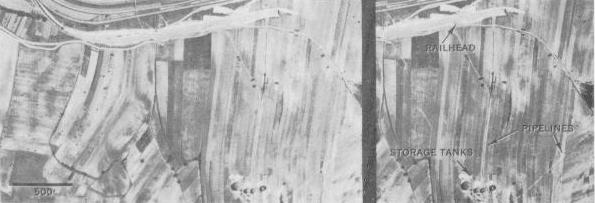 RAILHEAD
PIPELINES
STORAGE TANKS
500'